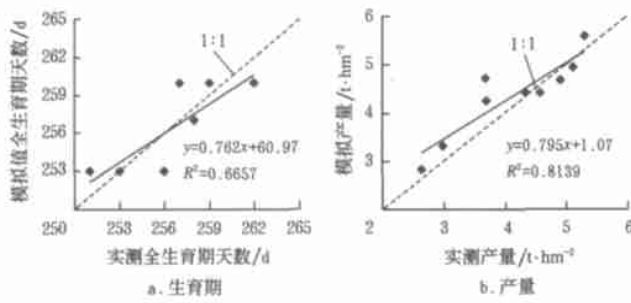 模拟值全生育期天数/d
265
262
259
256
253
250
253
256
259
262
265
1∶1
y=0.762x+60.97
R²=0.6657
实测全生育期天数/d
a. 生育期
模拟产量/t·hm⁻²
6
5
4
3
2
3
4
5
6
1∶1
y=0.795x+1.07
R²=0.8139
实测产量/t·hm⁻²
b. 产量